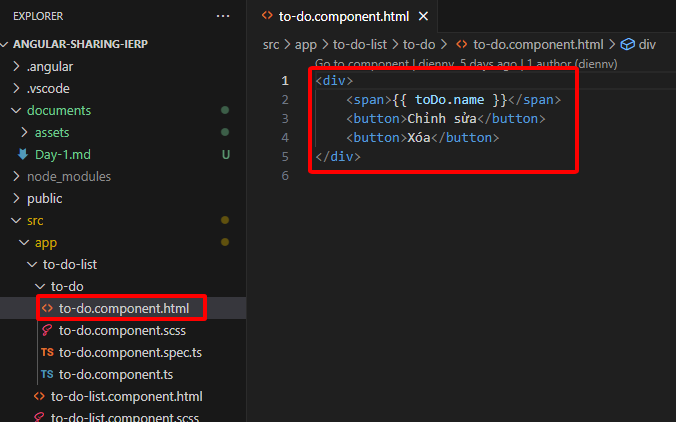 EXPLORER
ANGULAR-SHARING-IERP
.angular
.vscode
documents
assets
Day-1.md U
node_modules
public
src
app
to-do-list
to-do
to-do.component.html
to-do.component.scss
TS to-do.component.spec.ts
TS to-do.component.ts
to-do-list.component.html
to-do-list.component.scss
to-do.component.html
src > app > to-do-list > to-do > to-do.component.html > div
Go to component | diennv, 5 days ago | 1 author (diennv)
1 <div>
2 <span>{{ toDo.name }}</span>
3 <button>Chỉnh sửa</button>
4 <button>Xóa</button>
5 </div>
6